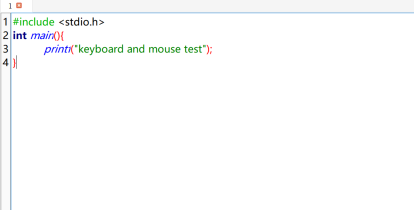 1
1 #include <stdio.h>
2 int main(){
3 printf("keyboard and mouse test");
4 }